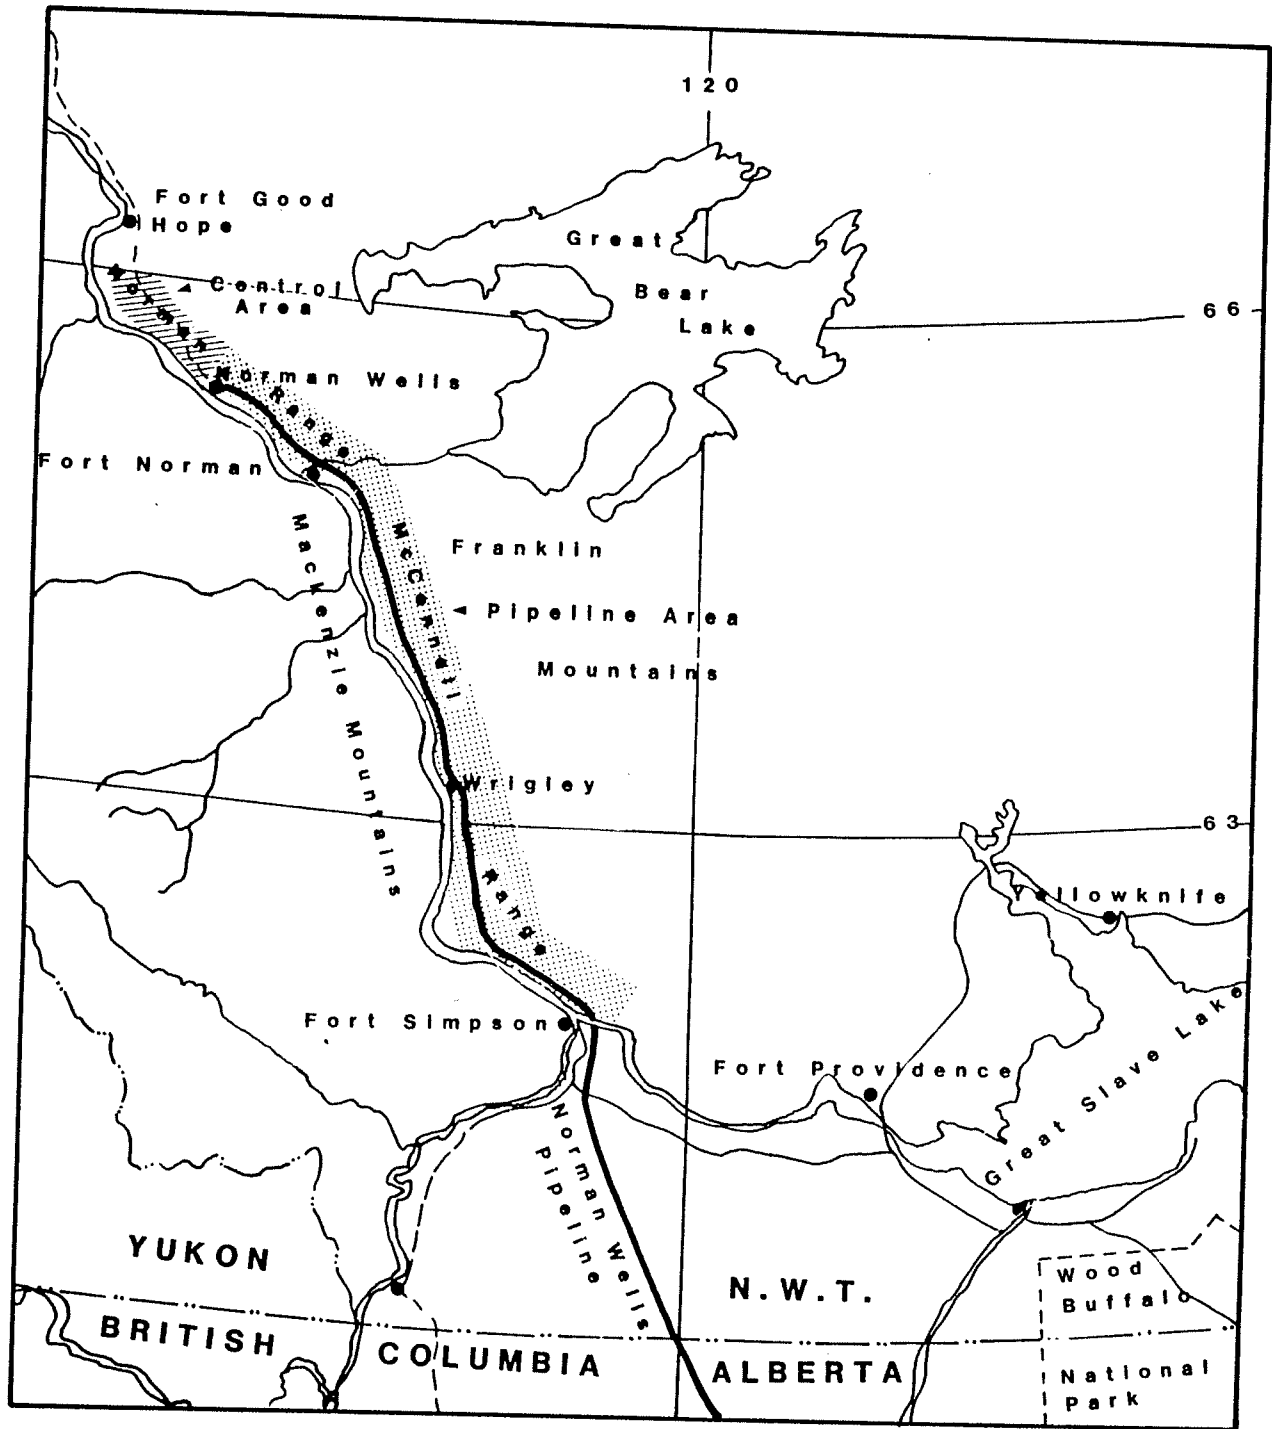 120
Fort Good
Hope
Great
Bear
Lake
Control
Area
66
Norman Range
Norman Wells
Fort Norman
Mackenzie Mountains
McConnell Range
Franklin
Pipeline Area
Mountains
Wrigley
63
Yellowknife
Fort Simpson
Fort Providence
Great Slave Lake
Norman Wells
Pipeline
YUKON
N.W.T.
Wood
Buffalo
BRITISH
COLUMBIA
ALBERTA
National
Park